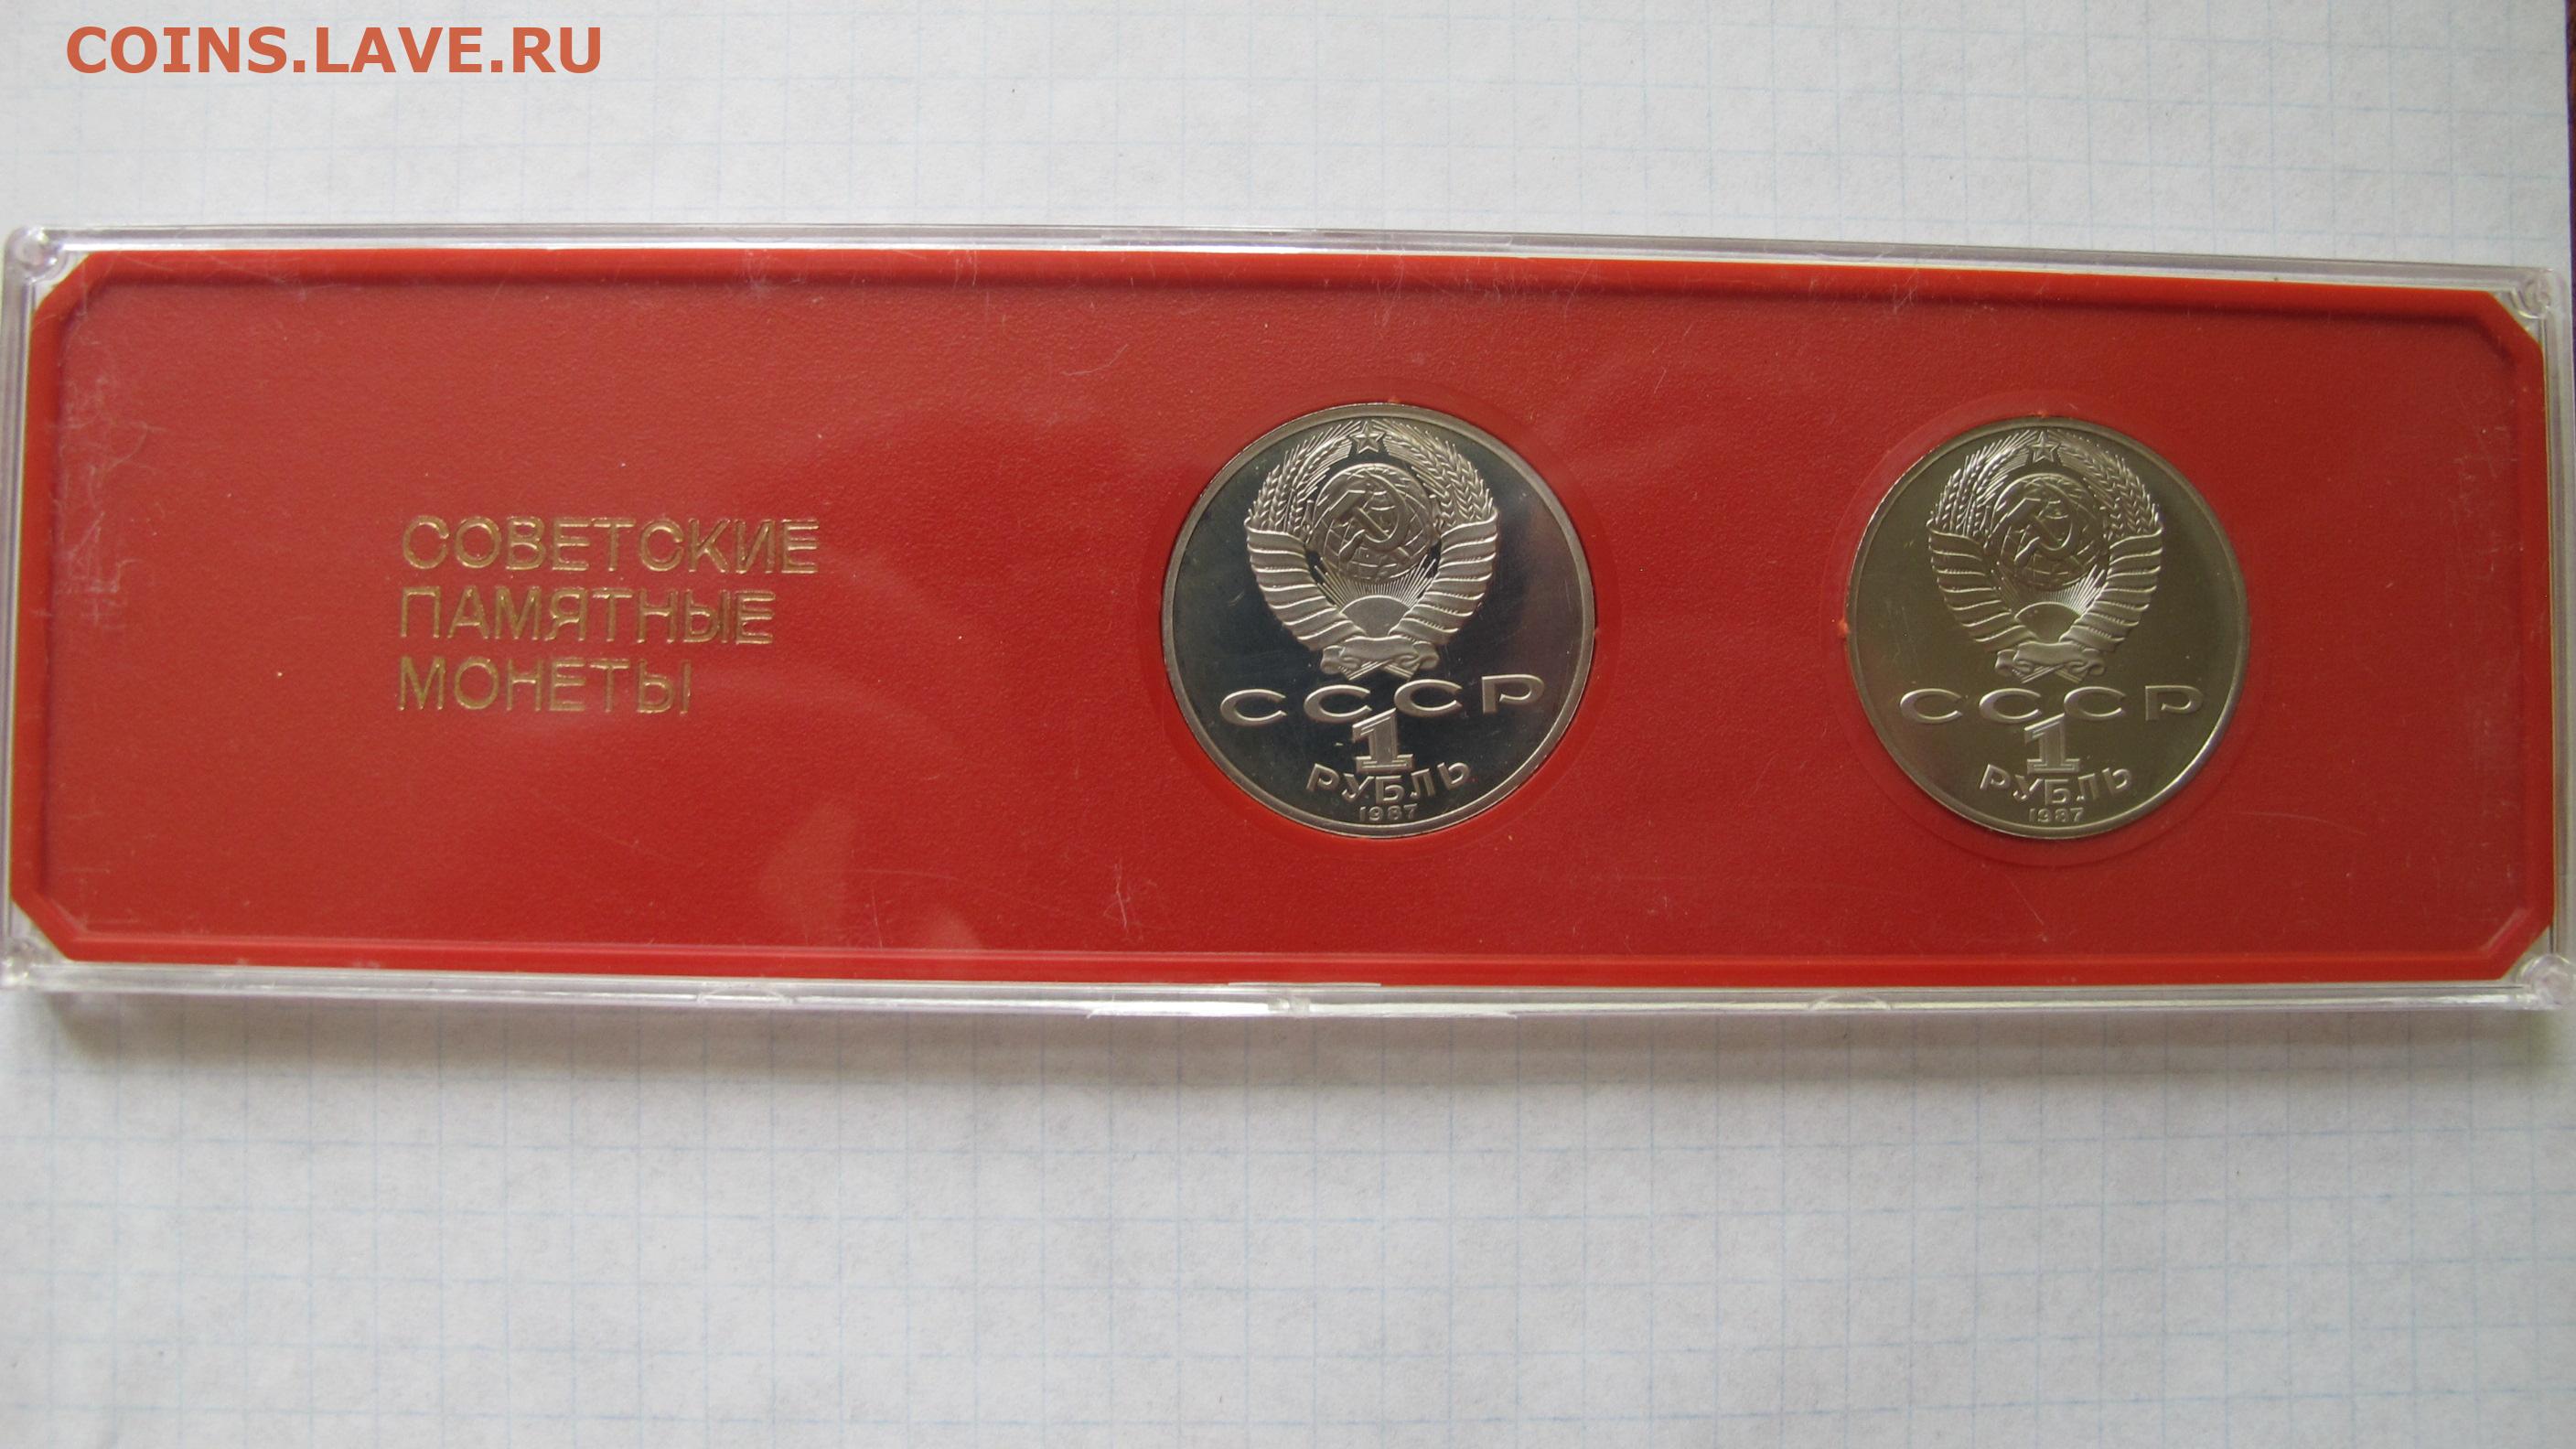 COINS.LAVE.RU
СОВЕТСКИЕ
ПАМЯТНЫЕ
МОНЕТЫ
СССР
1
РУБЛЬ
1987
СССР
1
РУБЛЬ
1987